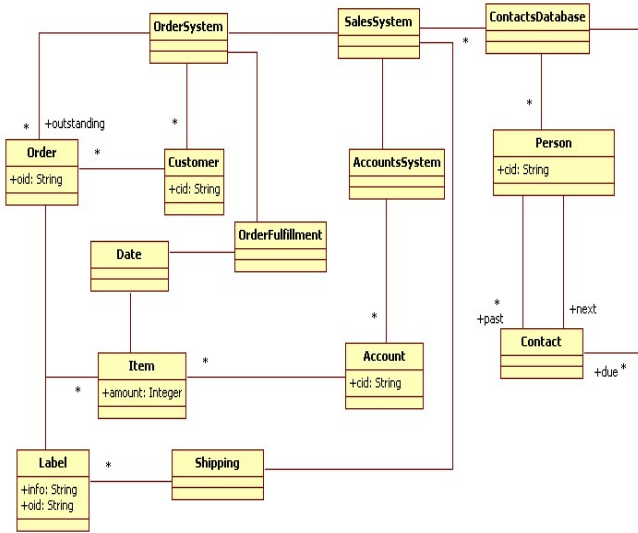 OrderSystem
SalesSystem
ContactsDatabase
*
* +outstanding
*
*
Order
+oid: String
*
Customer
+cid: String
AccountsSystem
Person
+cid: String
OrderFulfillment
Date
*
+past
+next
*
Contact
+due *
Item
+amount: Integer
*
*
Account
+cid: String
Label
+info: String
+oid: String
*
Shipping